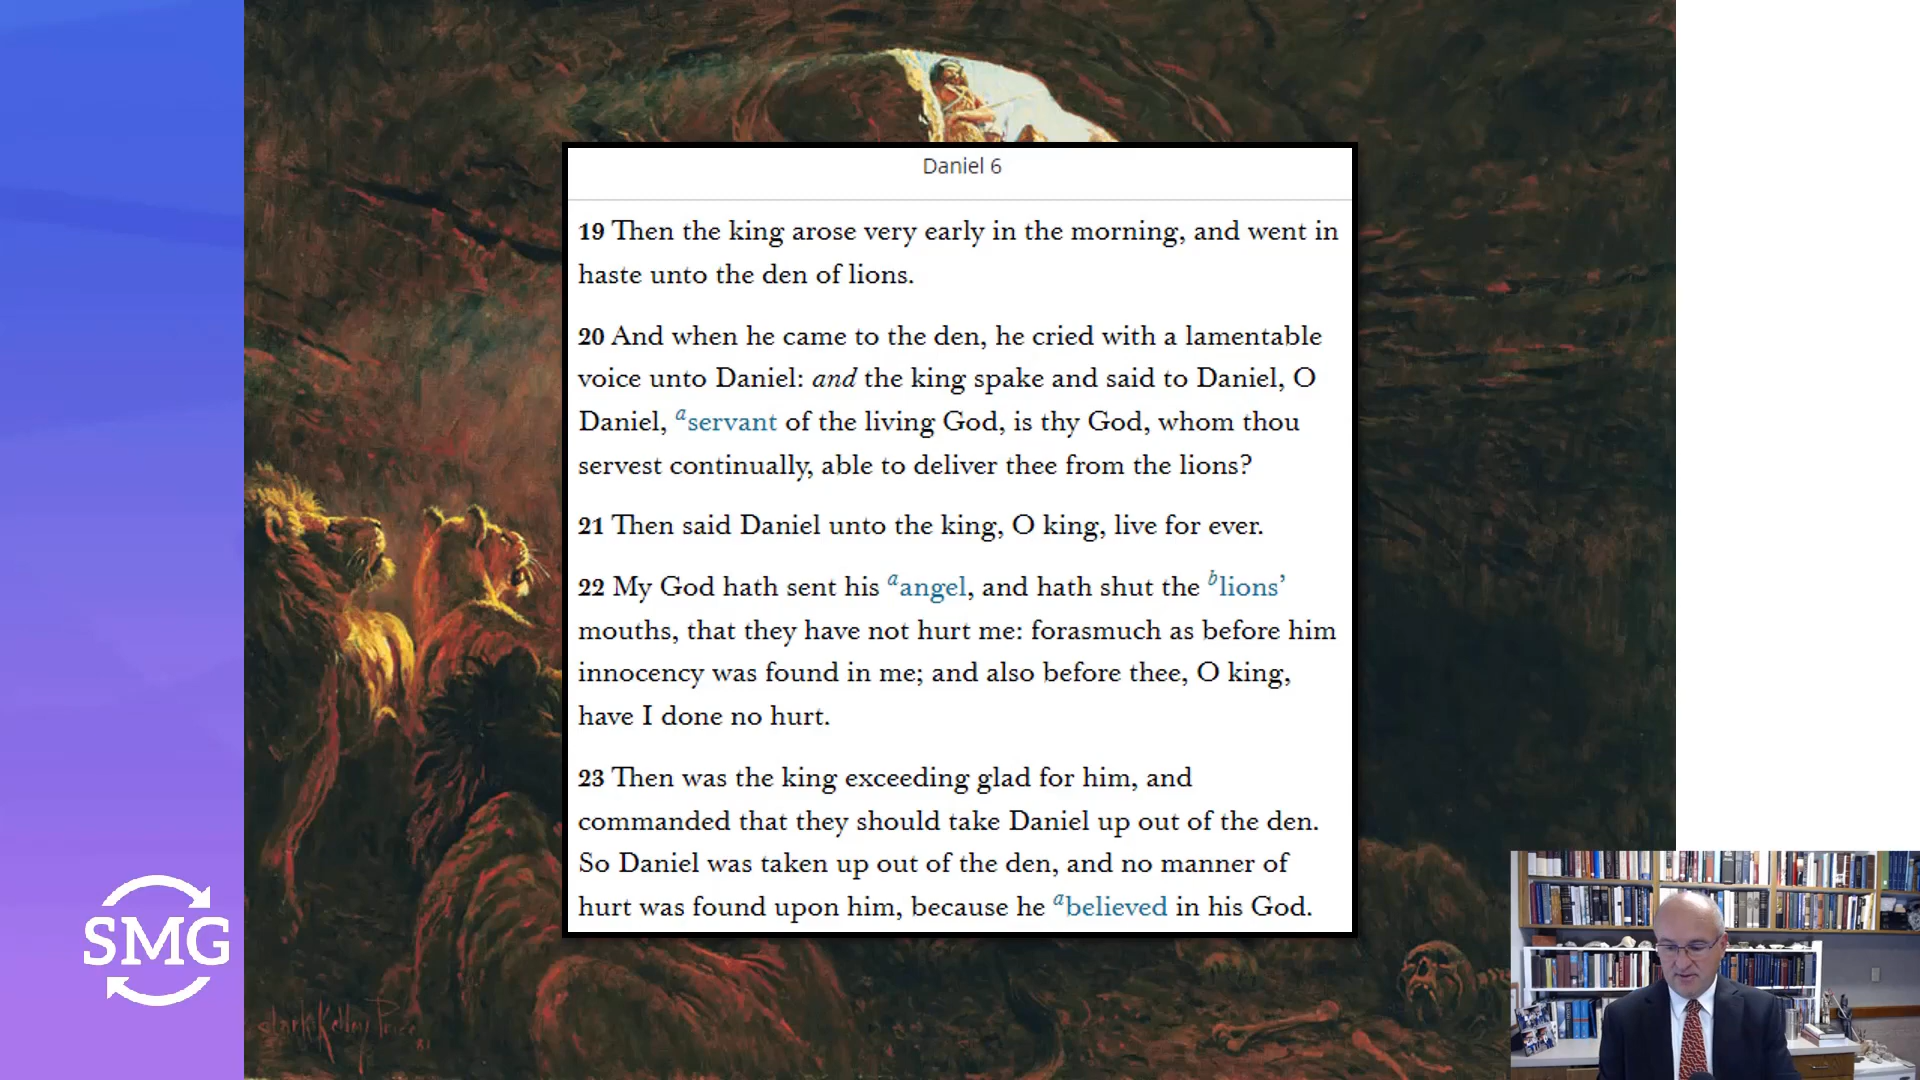 Daniel 6
19 Then the king arose very early in the morning, and went in
haste unto the den of lions.
20 And when he came to the den, he cried with a lamentable
voice unto Daniel: and the king spake and said to Daniel, O
Daniel, a servant of the living God, is thy God, whom thou
servest continually, able to deliver thee from the lions?
21 Then said Daniel unto the king, O king, live for ever.
22 My God hath sent his a angel, and hath shut the b lions’
mouths, that they have not hurt me: forasmuch as before him
innocency was found in me; and also before thee, O king,
have I done no hurt.
23 Then was the king exceeding glad for him, and
commanded that they should take Daniel up out of the den.
So Daniel was taken up out of the den, and no manner of
hurt was found upon him, because he a believed in his God.
SMG
Clark Kelley Price
81